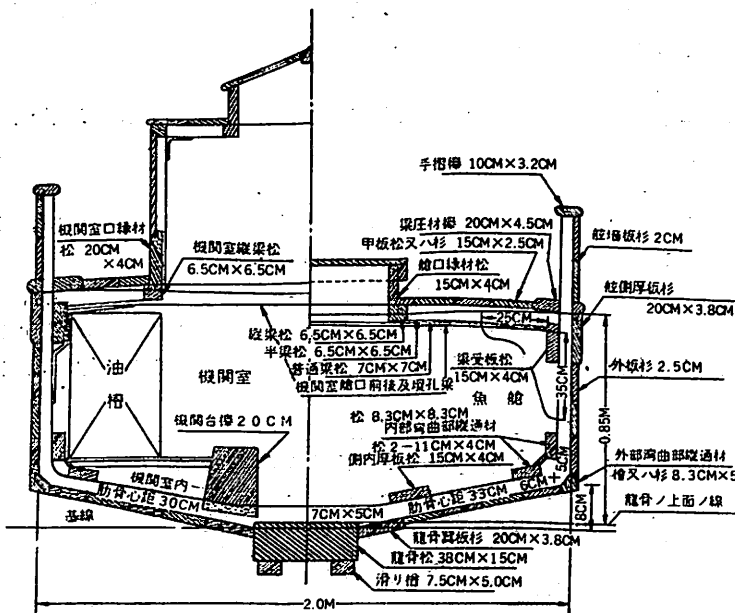 手摺欅 10CM×3.2CM
梁圧材欅 20CM×4.5CM
甲板松又ハ杉 15CM×2.5CM
舷墻板杉 2CM
機関室口縁材
松 20CM
×4CM
機関室縦梁松
6.5CM×6.5CM
艙口縁材松
15CM×4CM
舷側厚板杉
20CM×3.8CM
25CM
縦梁松 6.5CM×6.5CM
半梁松 6.5CM×6.5CM
普通梁松 7CM×7CM
機関室艙口前後及檣孔梁
梁受板松
15CM×4CM
35CM
0.85M
外板杉 2.5CM
油
槽
機関室
魚艙
機関台欅20CM
松 8.3CM×8.3CM
内部弯曲部縦通材
松 2-11CM×4CM
側内厚板松 15CM×4CM
機関室内
肋骨心距 30CM
7CM×5CM
肋骨心距 33CM
6CM+5CM
18CM
外部弯曲部縦通材
檜又ハ杉 8.3CM×5
基線
龍骨ノ上面ノ線
龍骨翼板杉 20CM×3.8CM
龍骨松 38CM×15CM
滑り檜 7.5CM×5.0CM
2.0M